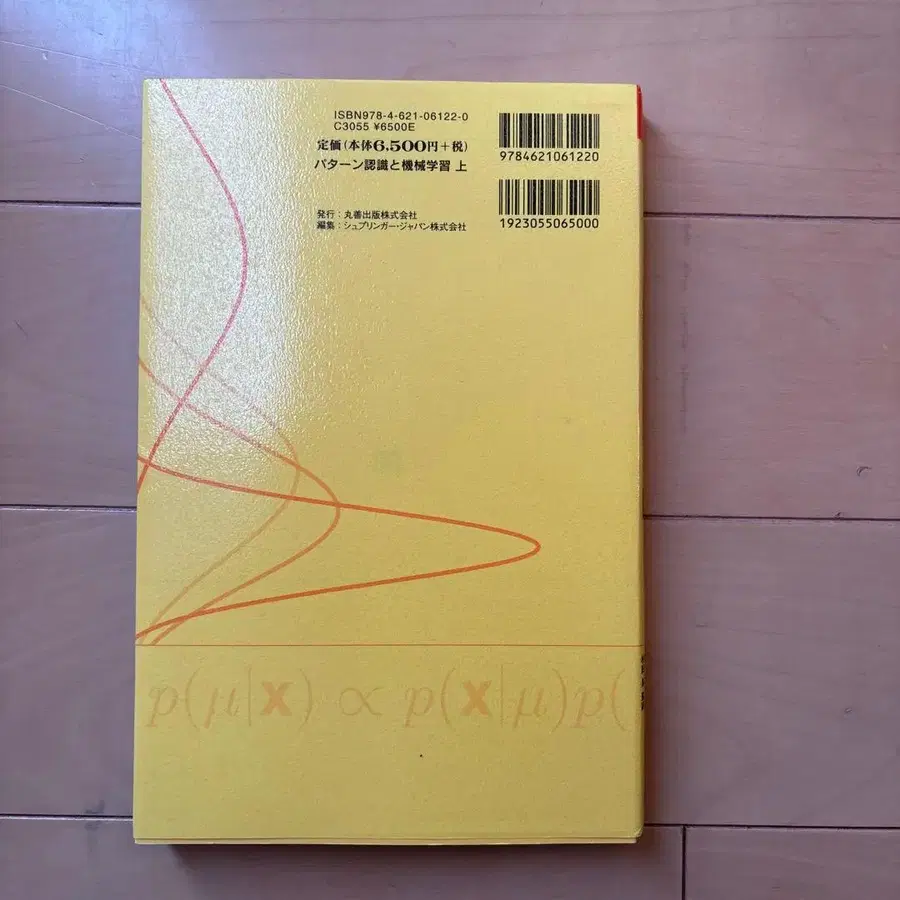 ISBN978-4-621-06122-0
C3055 ¥6500E
定価(本体6,500円+税)
パターン認識と機械学習 上
発行：丸善出版株式会社
編集：シュプリンガー・ジャパン株式会社
9784621061220
1923055065000
p(μ|x) ∝ p(x|μ)p(